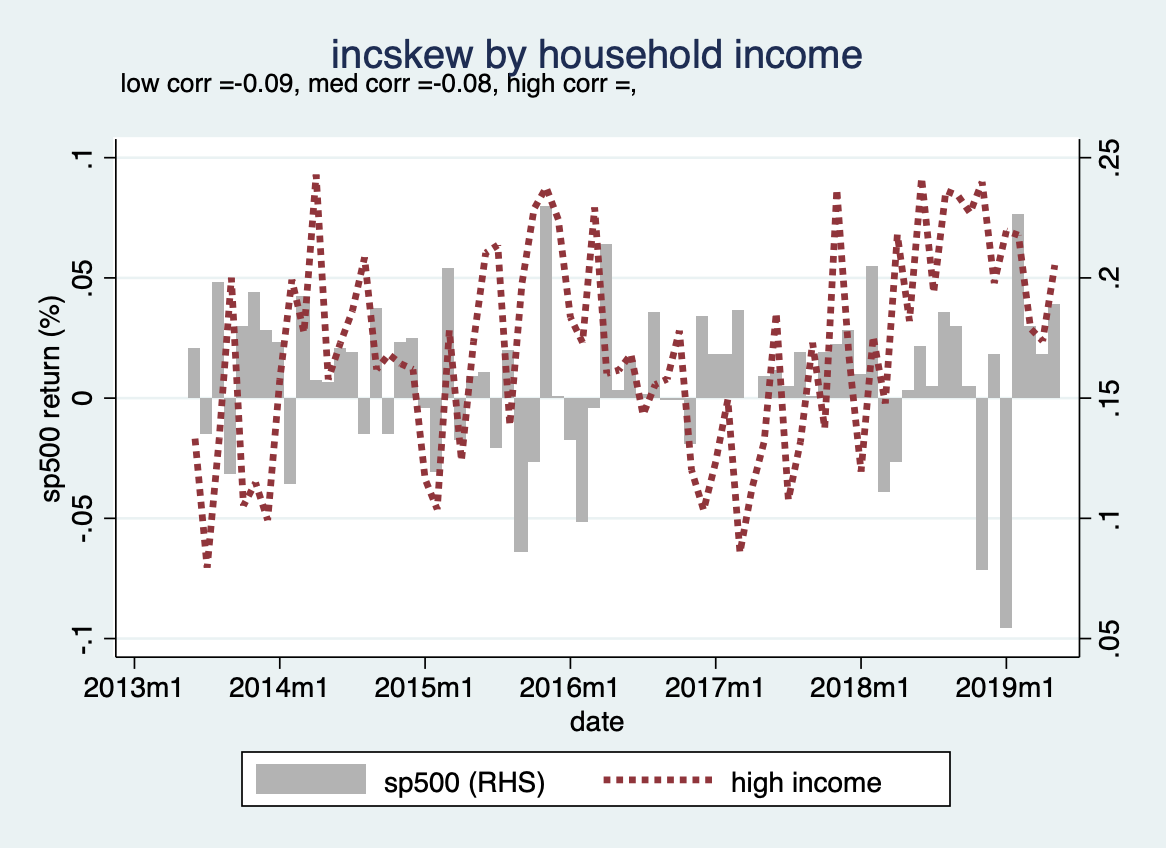 incskew by household income
low corr =-0.09, med corr =-0.08, high corr =,
.1
.05
0
-.05
-.1
sp500 return (%)
.25
.2
.15
.1
.05
2013m1 2014m1 2015m1 2016m1 2017m1 2018m1 2019m1
date
sp500 (RHS) high income